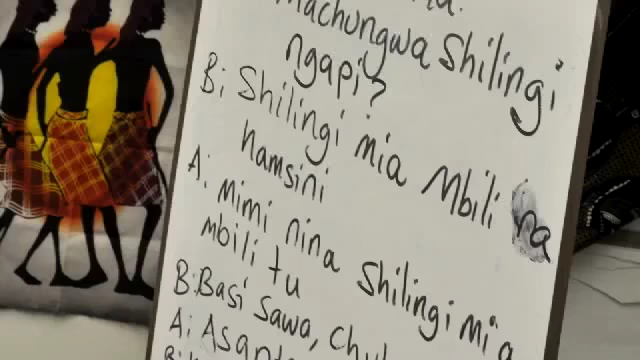 machungwa Shilingi
ngapi?
B: Shilingi mia Mbili na
hamsini
A: Mimi nina Shilingi mia
mbili tu
B: Basi Sawa,
A:
B: